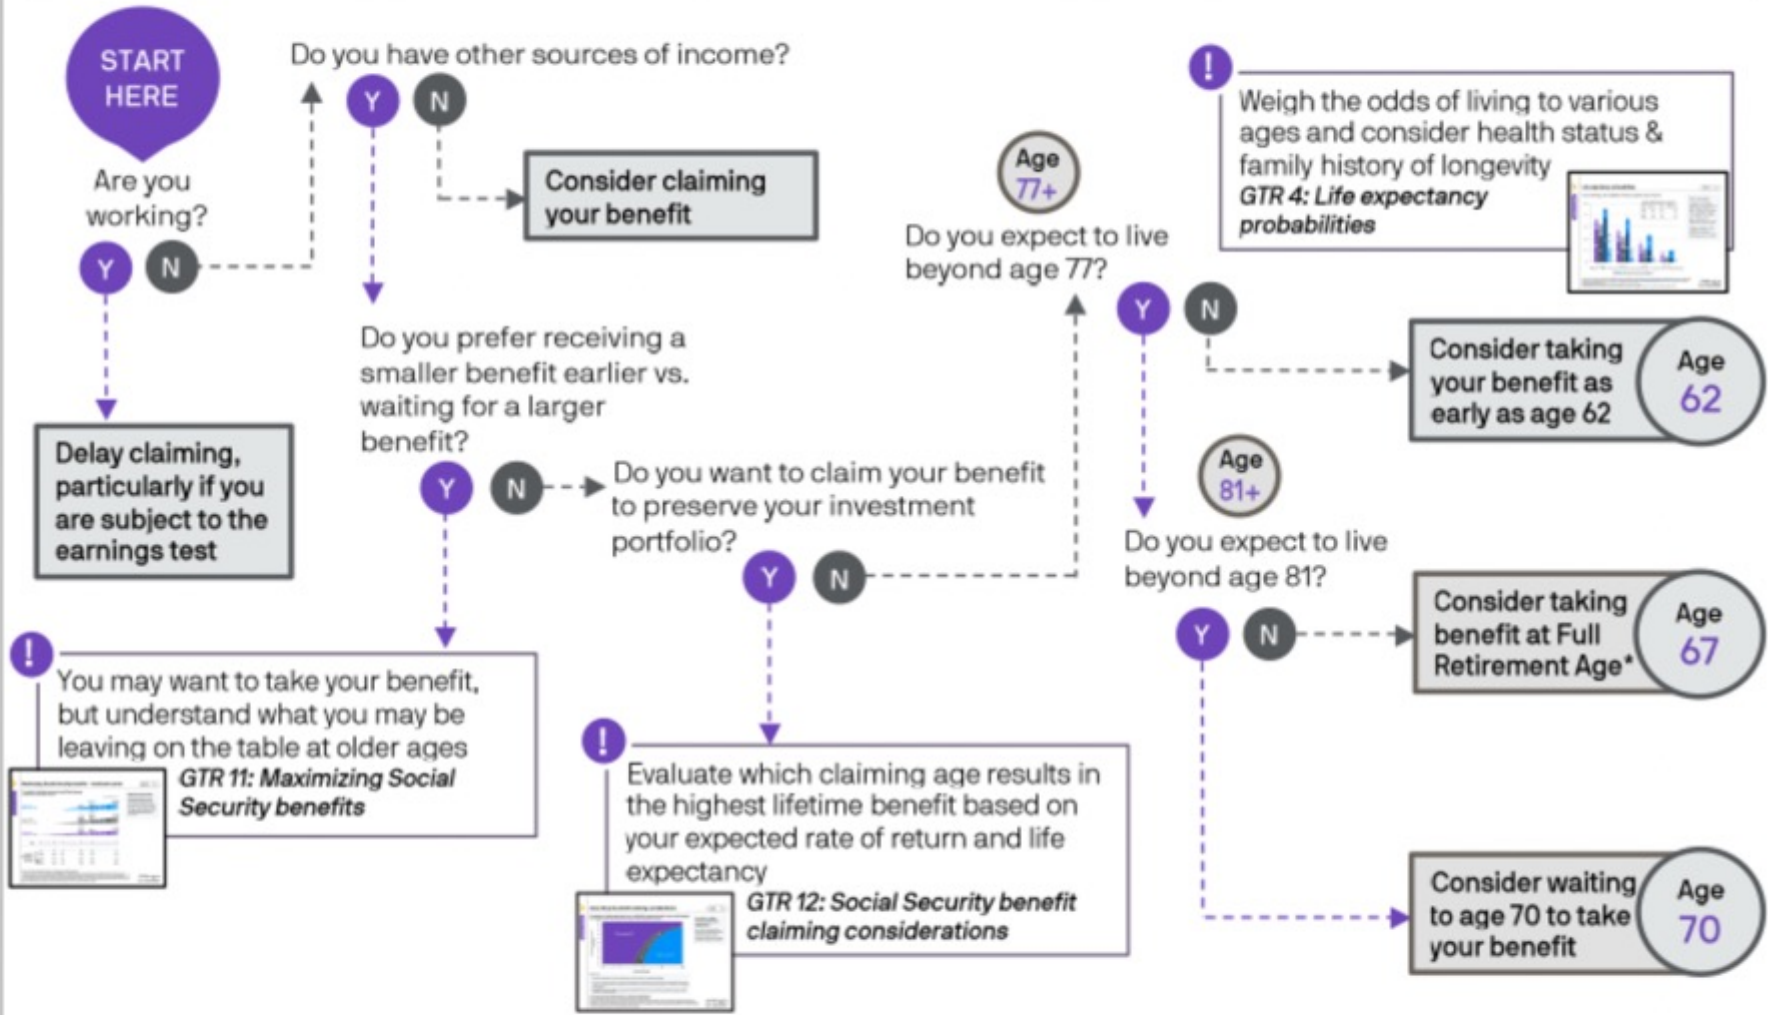 START
HERE
Are you
working?
Y
N
Delay claiming,
particularly if you
are subject to the
earnings test
Do you have other sources of income?
Y
N
Consider claiming
your benefit
Do you prefer receiving a
smaller benefit earlier vs.
waiting for a larger
benefit?
Y
N
!
You may want to take your benefit,
but understand what you may be
leaving on the table at older ages
GTR 11: Maximizing Social
Security benefits
Do you want to claim your benefit
to preserve your investment
portfolio?
Y
N
!
Evaluate which claiming age results in
the highest lifetime benefit based on
your expected rate of return and life
expectancy
GTR 12: Social Security benefit
claiming considerations
Age
77+
Do you expect to live
beyond age 77?
Y
N
!
Weigh the odds of living to various
ages and consider health status &
family history of longevity
GTR 4: Life expectancy
probabilities
Consider taking
your benefit as
early as age 62
Age
62
Age
81+
Do you expect to live
beyond age 81?
Y
N
Consider taking
benefit at Full
Retirement Age*
Age
67
Consider waiting
to age 70 to take
your benefit
Age
70